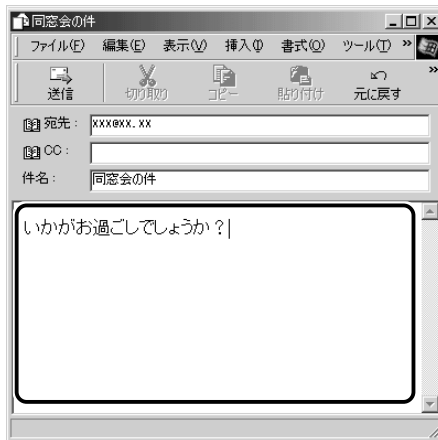 同窓会の件
ファイル(F) 編集(E) 表示(V) 挿入(I) 書式(O) ツール(T) »
送信 切り取り コピー 貼り付け 元に戻す »
宛先: xxx@xx.xx
CC:
件名: 同窓会の件
いかがお過ごしでしょうか?